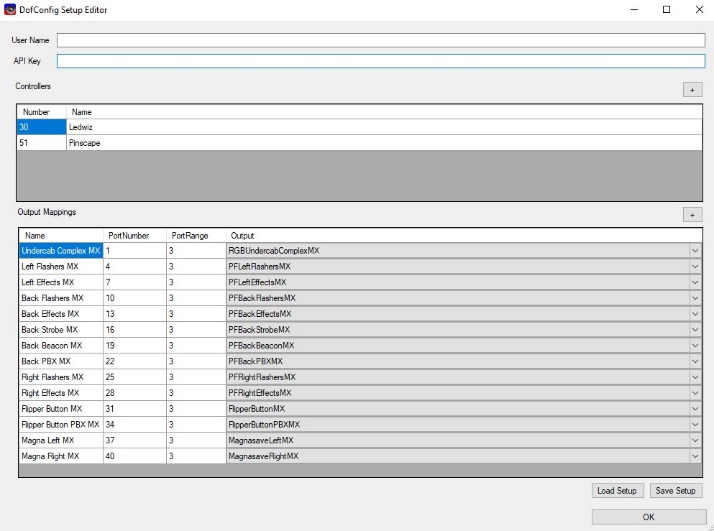 DofConfig Setup Editor
User Name
API Key
Controllers
+
Number Name
30 Ledwiz
51 Pinscape
Output Mappings
+
Name PortNumber PortRange Output
Undercab Complex MX 1 3 RGBUndercabComplexMX
Left Flashers MX 4 3 PFLeftFlashersMX
Left Effects MX 7 3 PFLeftEffectsMX
Back Flashers MX 10 3 PFBackFlashersMX
Back Effects MX 13 3 PFBackEffectsMX
Back Strobe MX 16 3 PFBackStrobeMX
Back Beacon MX 19 3 PFBackBeaconMX
Back PBX MX 22 3 PFBackPBXMX
Right Flashers MX 25 3 PFRightFlashersMX
Right Effects MX 28 3 PFRightEffectsMX
Flipper Button MX 31 3 FlipperButtonMX
Flipper Button PBX MX 34 3 FlipperButtonPBXMX
Magna Left MX 37 3 MagnasaveLeftMX
Magna Right MX 40 3 MagnasaveRightMX
Load Setup Save Setup
OK